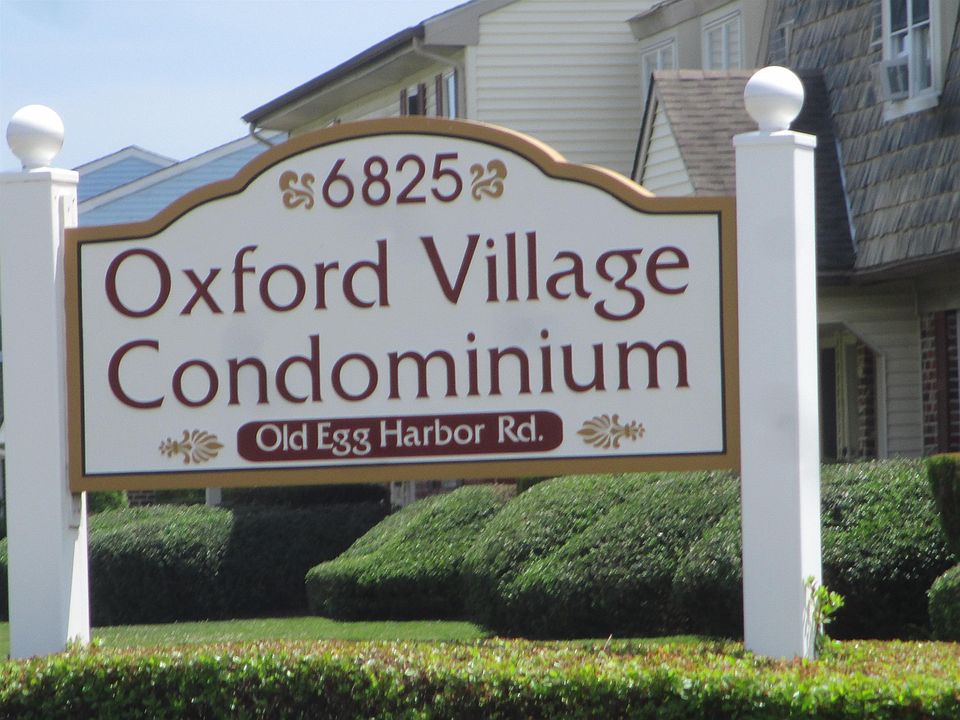 6825
Oxford Village
Condominium
Old Egg Harbor Rd.